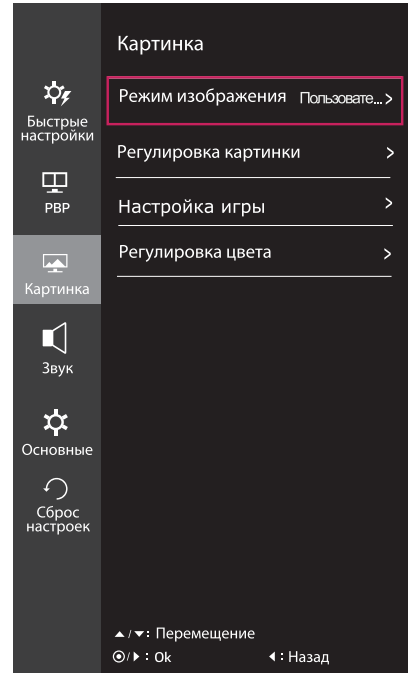 Картинка
Режим изображения Пользовате...>
Регулировка картинки >
Настройка игры >
Регулировка цвета >
Быстрые
настройки
PBP
Картинка
Звук
Основные
Сброс
настроек
▲/▼: Перемещение
⦿/▶ : Ok ◀ : Назад